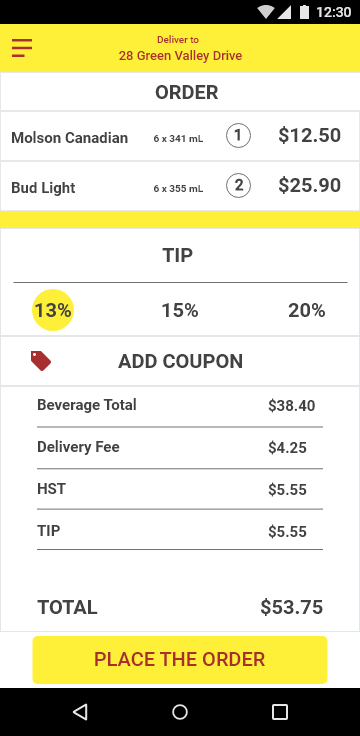 12:30
Deliver to
28 Green Valley Drive
ORDER
Molson Canadian 6 x 341 mL 1 $12.50
Bud Light 6 x 355 mL 2 $25.90
TIP
13% 15% 20%
ADD COUPON
Beverage Total $38.40
Delivery Fee $4.25
HST $5.55
TIP $5.55
TOTAL $53.75
PLACE THE ORDER